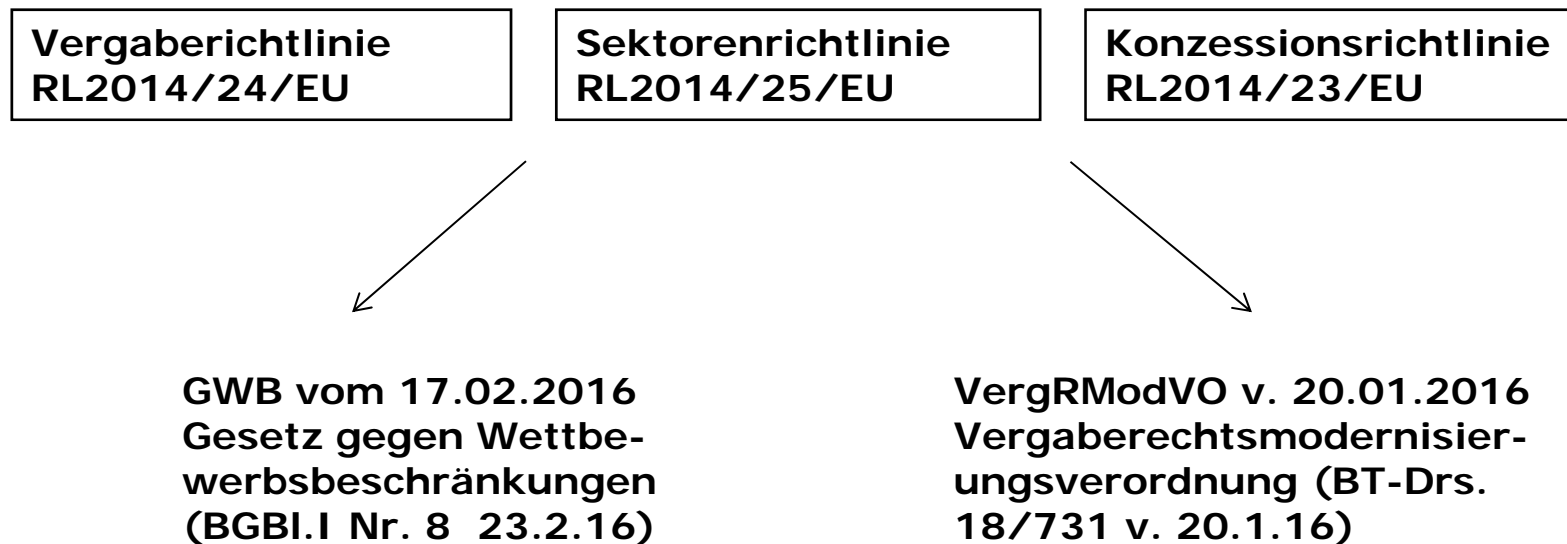 Vergaberichtlinie
RL2014/24/EU
Sektorenrichtlinie
RL2014/25/EU
Konzessionsrichtlinie
RL2014/23/EU
GWB vom 17.02.2016
Gesetz gegen Wettbe-
werbsbeschränkungen
(BGBl.I Nr. 8 23.2.16)
VergRModVO v. 20.01.2016
Vergaberechtsmodernisier-
ungsverordnung (BT-Drs.
18/731 v. 20.1.16)